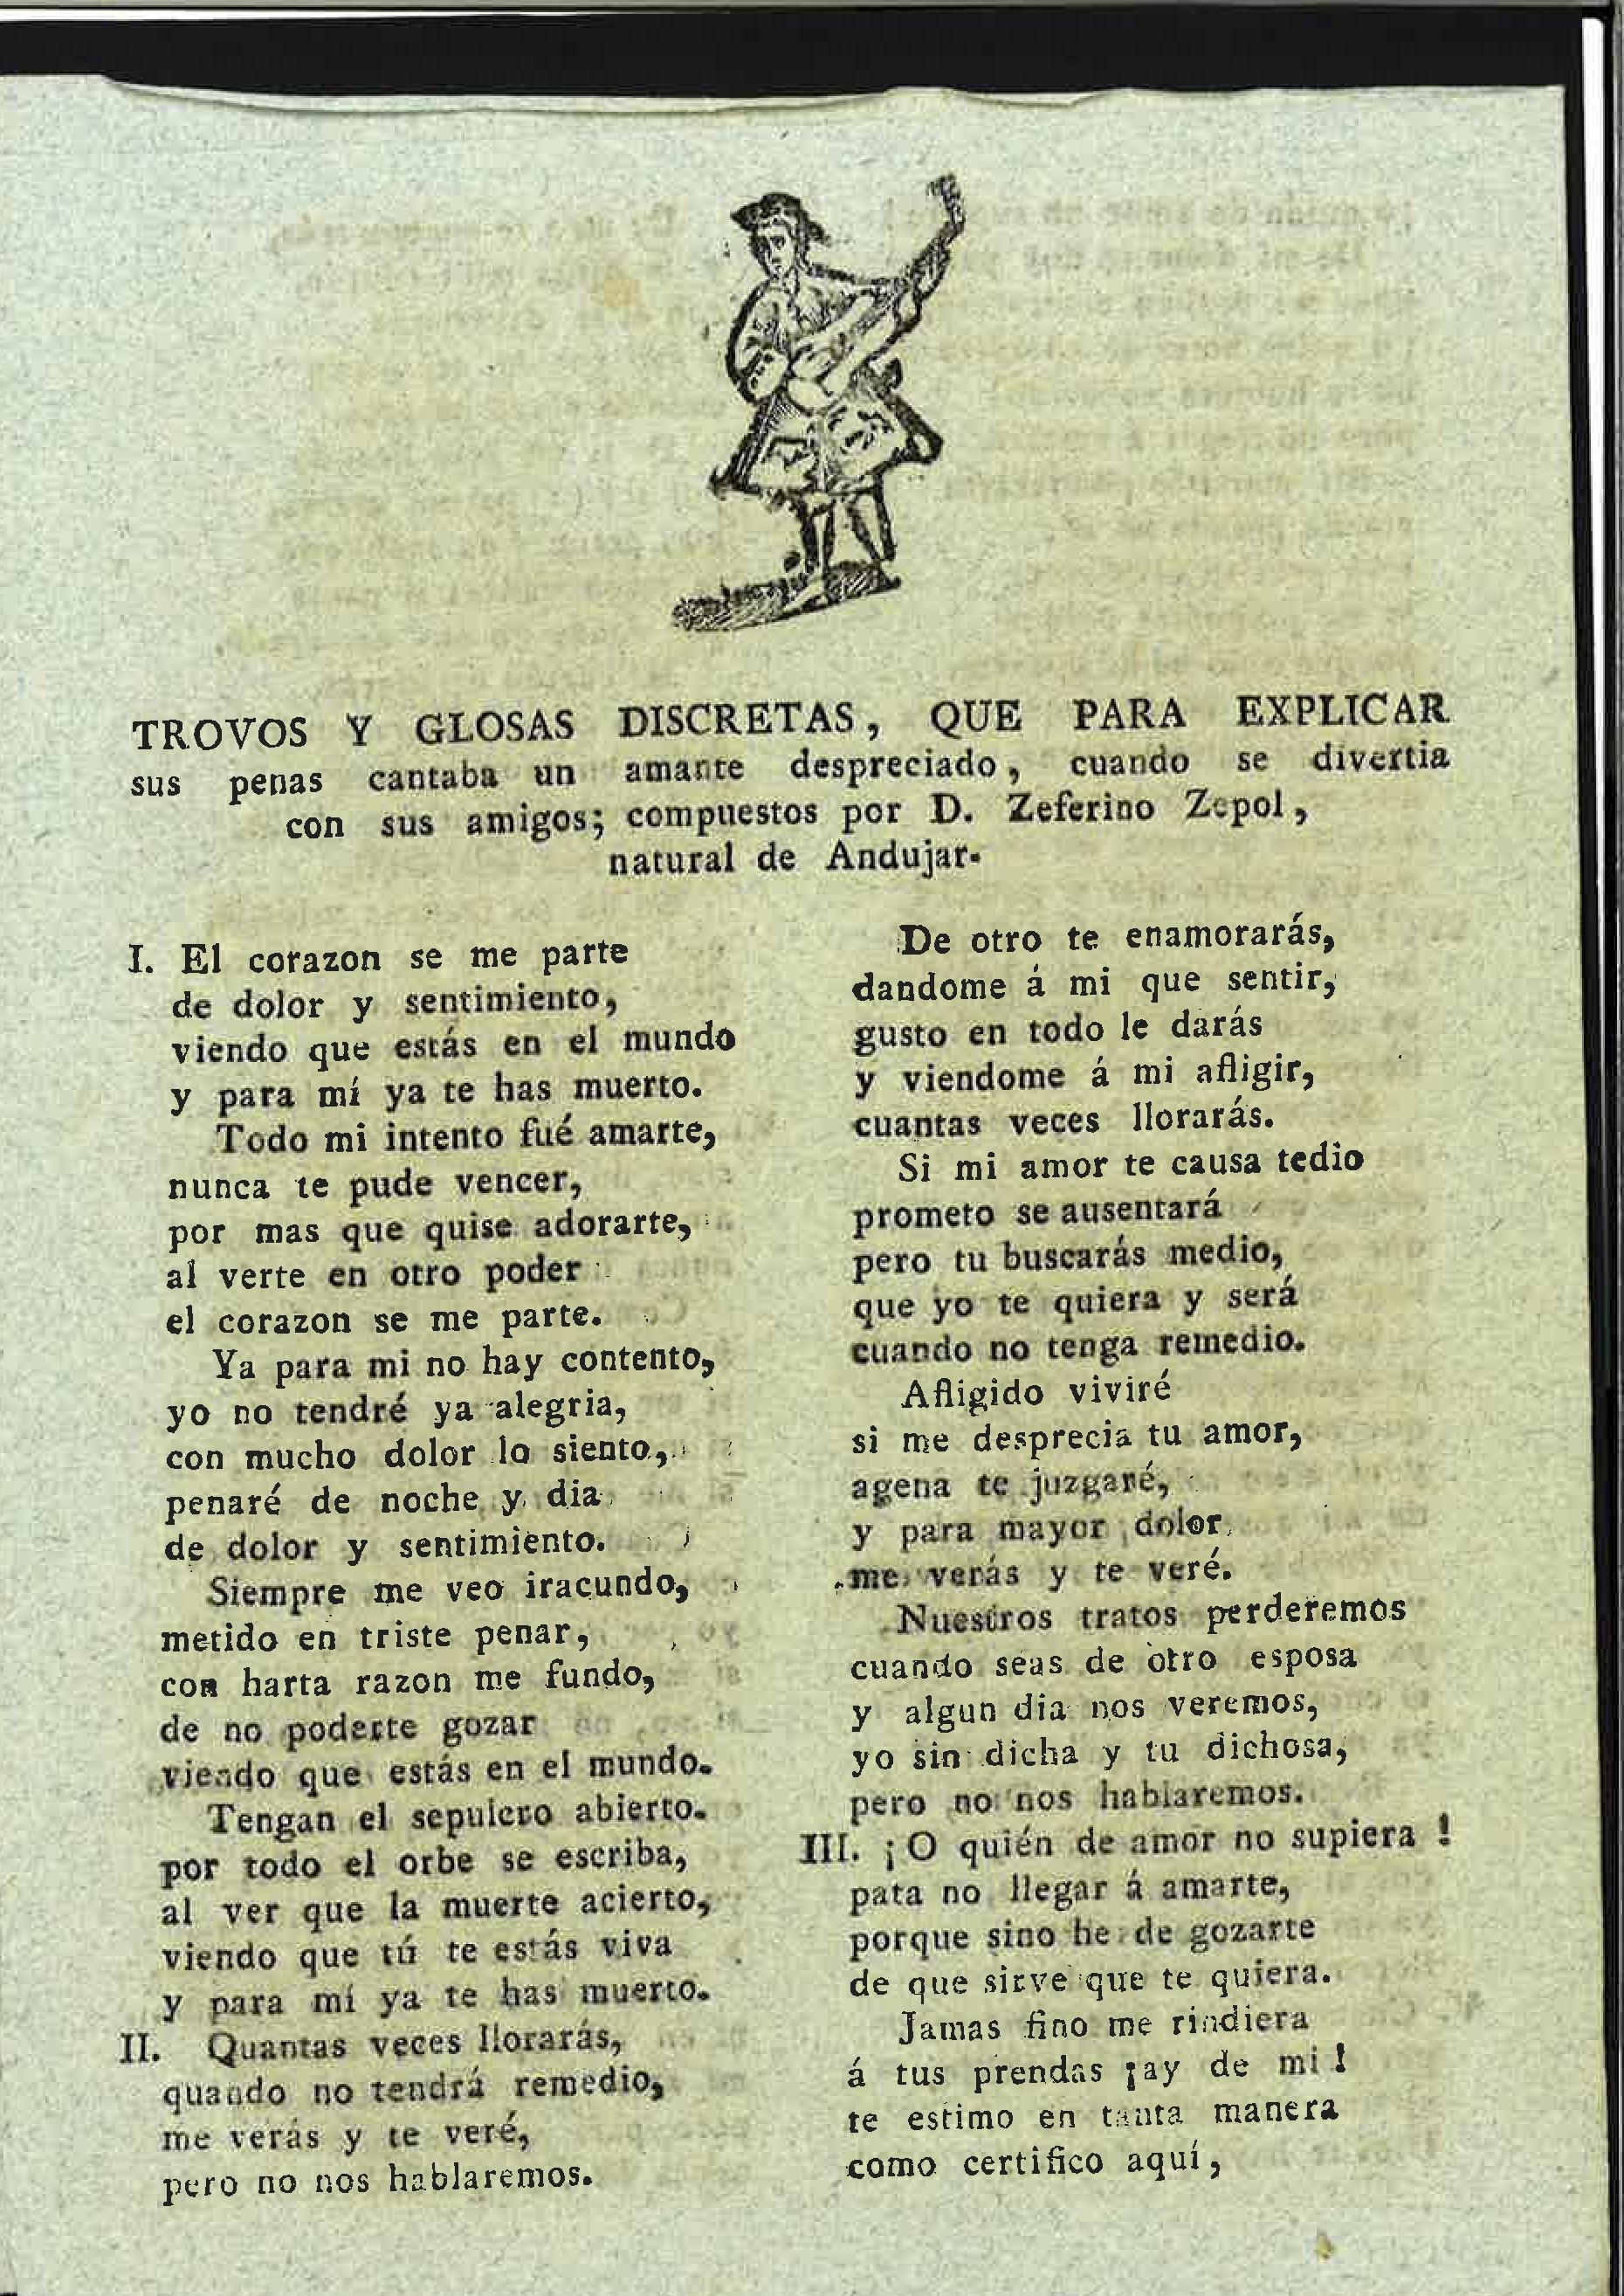 TROVOS Y GLOSAS DISCRETAS, QUE PARA EXPLICAR
sus penas cantaba un amante despreciado, cuando se divertia
con sus amigos; compuestos por D. Zeferino Zepol,
natural de Andujar.
I. El corazon se me parte
de dolor y sentimiento,
viendo que estás en el mundo
y para mí ya te has muerto.
Todo mi intento fué amarte,
nunca te pude vencer,
por mas que quise adorarte,
al verte en otro poder
el corazon se me parte.
Ya para mi no hay contento,
yo no tendré ya alegria,
con mucho dolor lo siento,
penaré de noche y dia
de dolor y sentimiento.
Siempre me veo iracundo,
metido en triste penar,
con harta razon me fundo,
de no poderte gozar
viendo que estás en el mundo.
Tengan el sepulcro abierto.
por todo el orbe se escriba,
al ver que la muerte acierto,
viendo que tú te estás viva
y para mí ya te has muerto.
II. Quantas veces llorarás,
quando no tendrá remedio,
me verás y te veré,
pero no nos hablaremos.
De otro te enamorarás,
dandome á mi que sentir,
gusto en todo le darás
y viendome á mi afligir,
cuantas veces llorarás.
Si mi amor te causa tedio
prometo se ausentará
pero tu buscarás medio,
que yo te quiera y será
cuando no tenga remedio.
Afligido viviré
si me desprecia tu amor,
agena te juzgaré,
y para mayor dolor
me verás y te veré.
Nuestros tratos perderemos
cuando seas de otro esposa
y algun dia nos veremos,
yo sin dicha y tu dichosa,
pero no nos hablaremos.
III. ¡O quién de amor no supiera!
pata no llegar á amarte,
porque sino he de gozarte
de que sirve que te quiera.
Jamas fino me rindiera
á tus prendas ¡ay de mi!
te estimo en tanta manera
como certifico aquí,